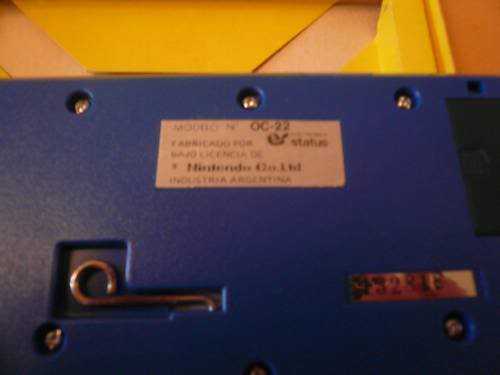 MODELO N° OC-22
FABRICADO POR status
BAJO LICENCIA DE
* Nintendo Co.Ltd
INDUSTRIA ARGENTINA